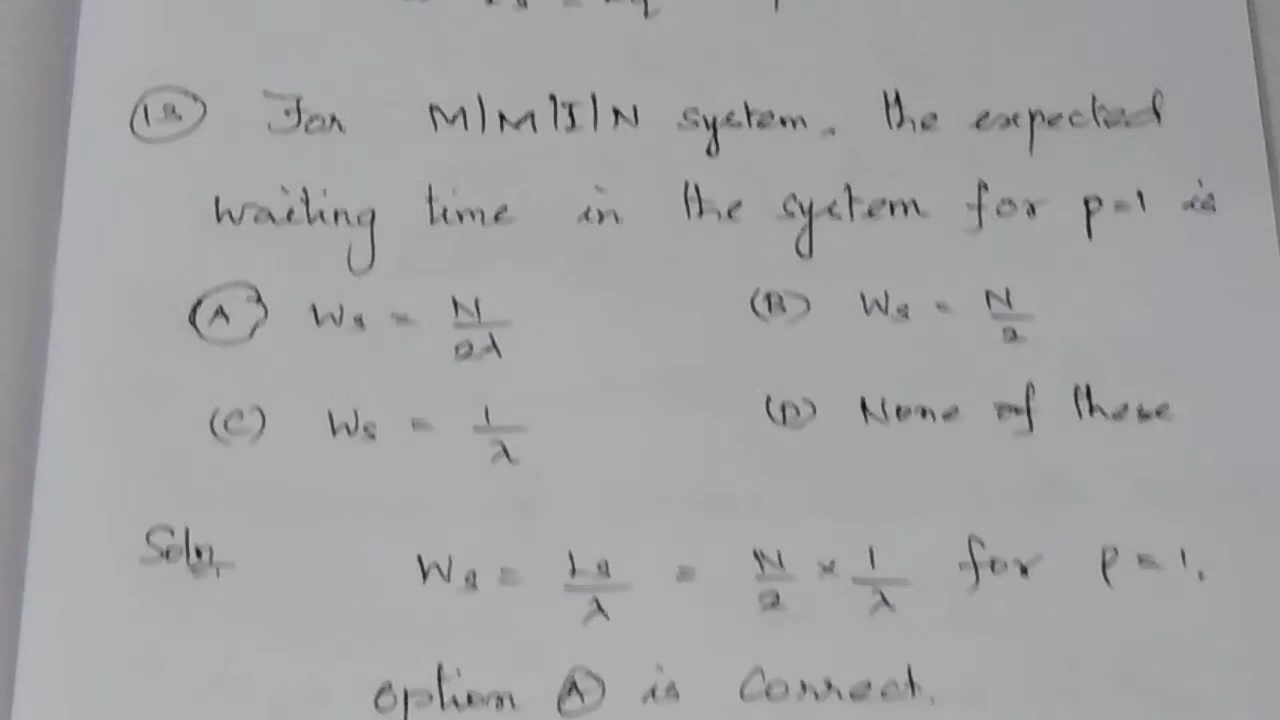 (13) For M|M|I|N system, the expected
waiting time in the system for ρ=1 is
(A) Ws = N/2λ (B) Ws = N/2
(C) Ws = 1/λ (D) None of these
Soln. Ws = Ls/λ = N/2 × 1/λ for ρ=1.
option (A) is correct.